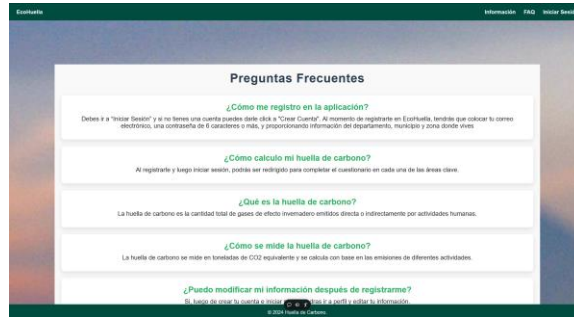 EcoHuella
Información FAQ Iniciar Sesió
Preguntas Frecuentes
¿Cómo me registro en la aplicación?
Debes ir a "Iniciar Sesión" y si no tienes una cuenta puedes darle click a "Crear Cuenta". Al momento de registrarte en EcoHuella, tendrás que colocar tu correo
electrónico, una contraseña de 6 caracteres o más, y proporcionando información del departamento, municipio y zona donde vives
¿Cómo calculo mi huella de carbono?
Al registrarte y luego iniciar sesión, podrás ser redirigido para completar el cuestionario en cada una de las áreas clave.
¿Qué es la huella de carbono?
La huella de carbono es la cantidad total de gases de efecto invernadero emitidos directa o indirectamente por actividades humanas.
¿Cómo se mide la huella de carbono?
La huella de carbono se mide en toneladas de CO2 equivalente y se calcula con base en las emisiones de diferentes actividades.
¿Puedo modificar mi información después de registrarme?
Sí, luego de crear tu cuenta e iniciar ir a perfil y editar tu información.
© 2024 Huella de Carbono.